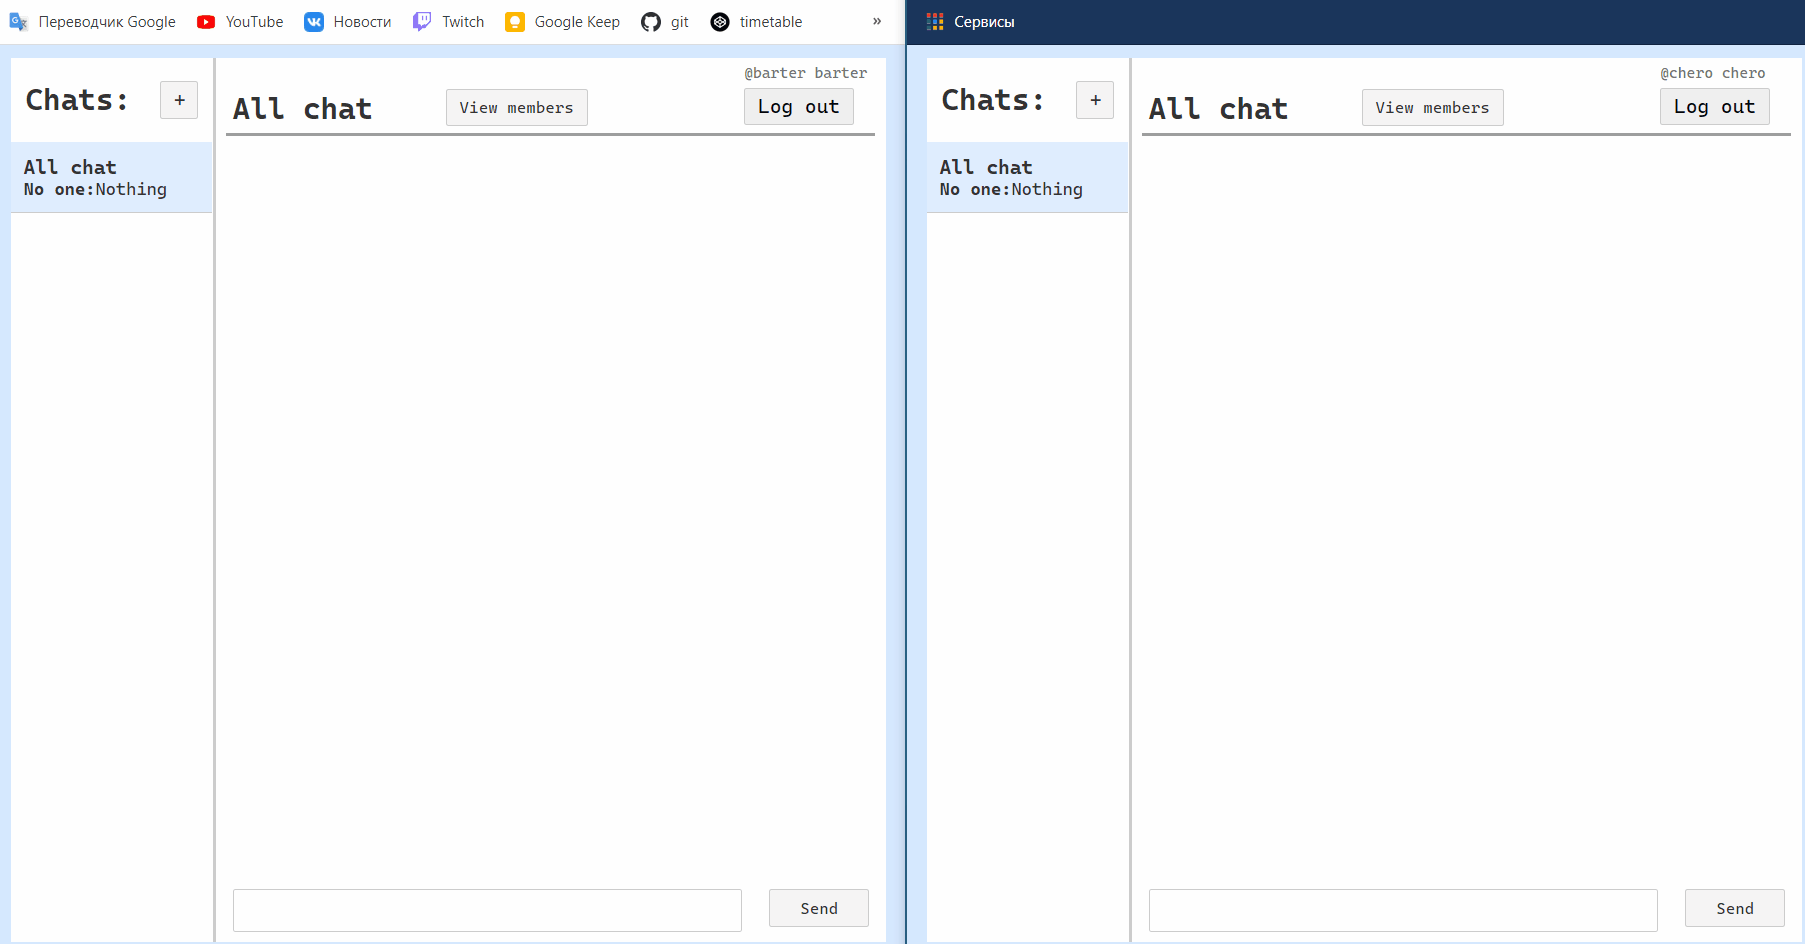 Переводчик Google YouTube Новости Twitch Google Keep git timetable »
Chats: +
All chat
No one:Nothing
@barter barter
All chat View members Log out
Send
Сервисы
Chats: +
All chat
No one:Nothing
@chero chero
All chat View members Log out
Send